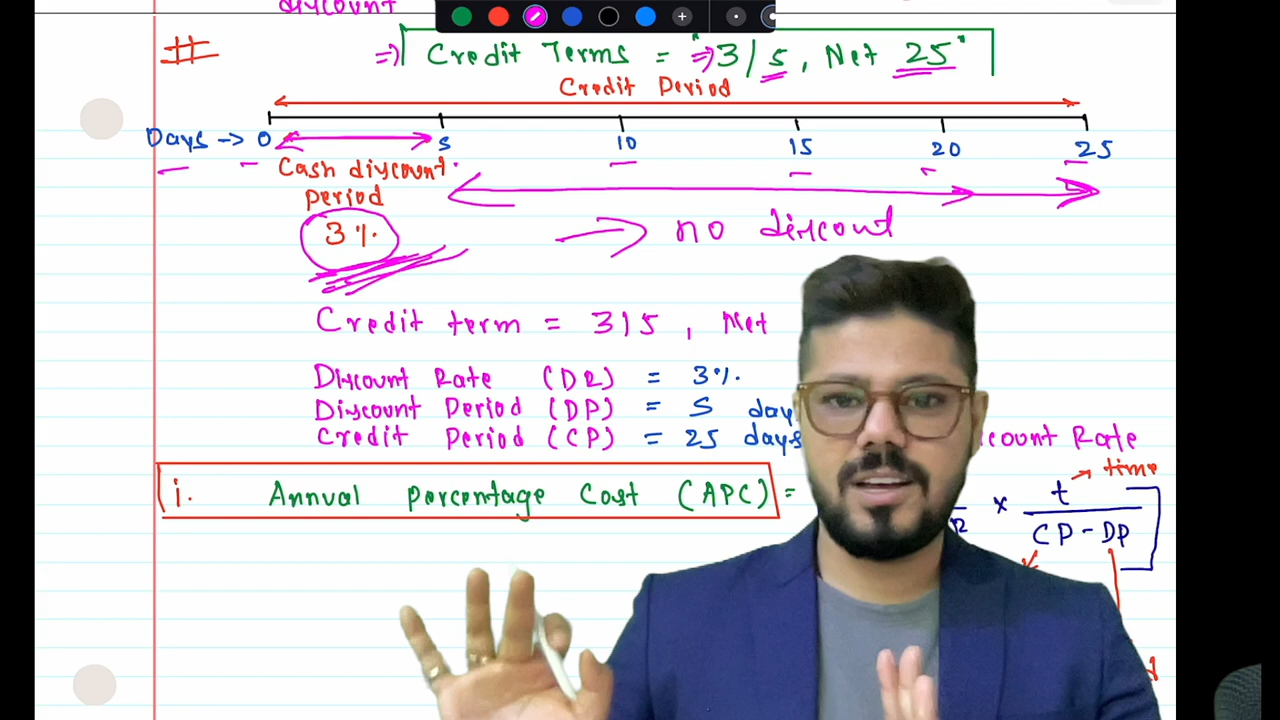 discount
# => Credit Terms = "=> 3/5, Net 25"
Credit Period
Days -> 0 5 10 15 20 25
Cash discount
period
3%. -> no discount
Credit term = 3/5, Net
Discount Rate (DR) = 3%.
Discount Period (DP) = 5 day
Credit Period (CP) = 25 days count Rate
time
i. Annual percentage Cost (APC) = × t
CP - DP